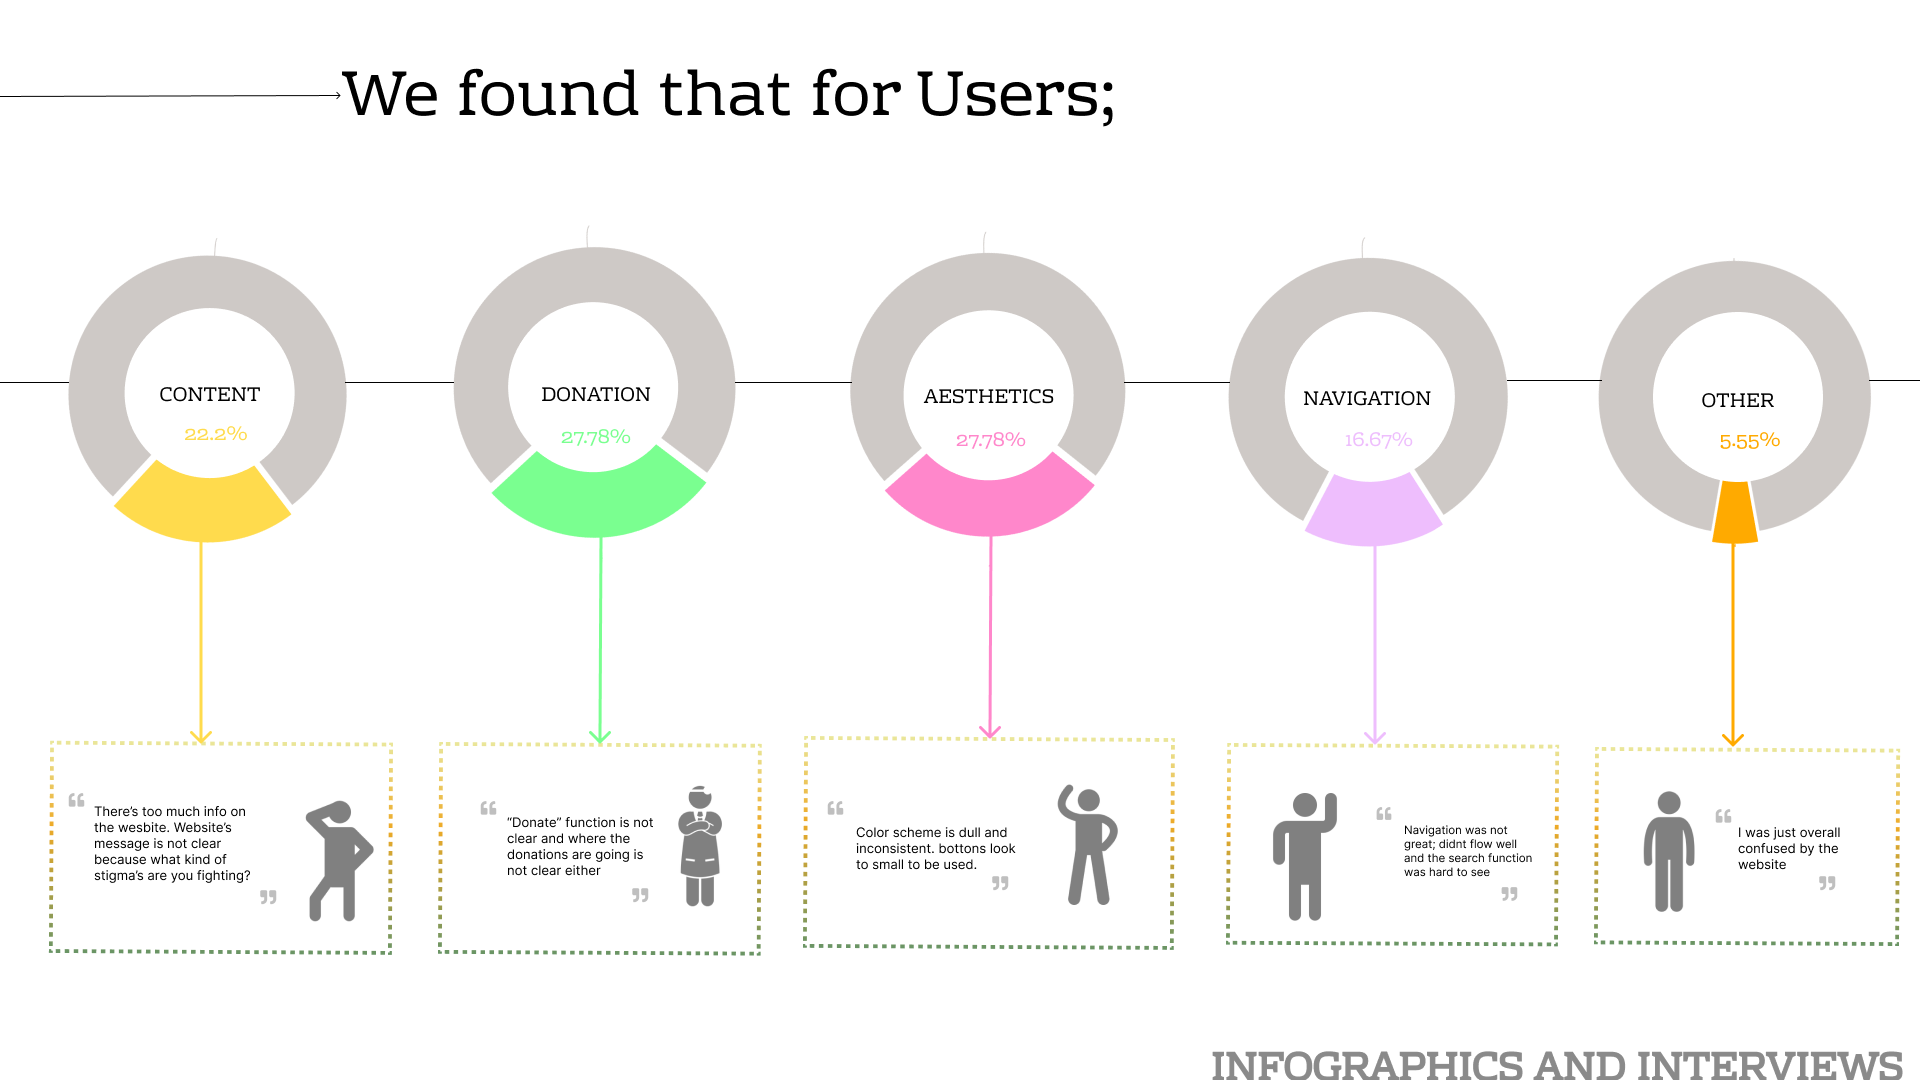 We found that for Users;
CONTENT
22.2%
DONATION
27.78%
AESTHETICS
27.78%
NAVIGATION
16.67%
OTHER
5.55%
“
There's too much info on
the wesbite. Website's
message is not clear
because what kind of
stigma's are you fighting?
”
“
“Donate” function is not
clear and where the
donations are going is
not clear either
”
“
Color scheme is dull and
inconsistent. bottons look
to small to be used.
”
“
Navigation was not
great; didnt flow well
and the search function
was hard to see
”
“
I was just overall
confused by the
website
”
INFOGRAPHICS AND INTERVIEWS